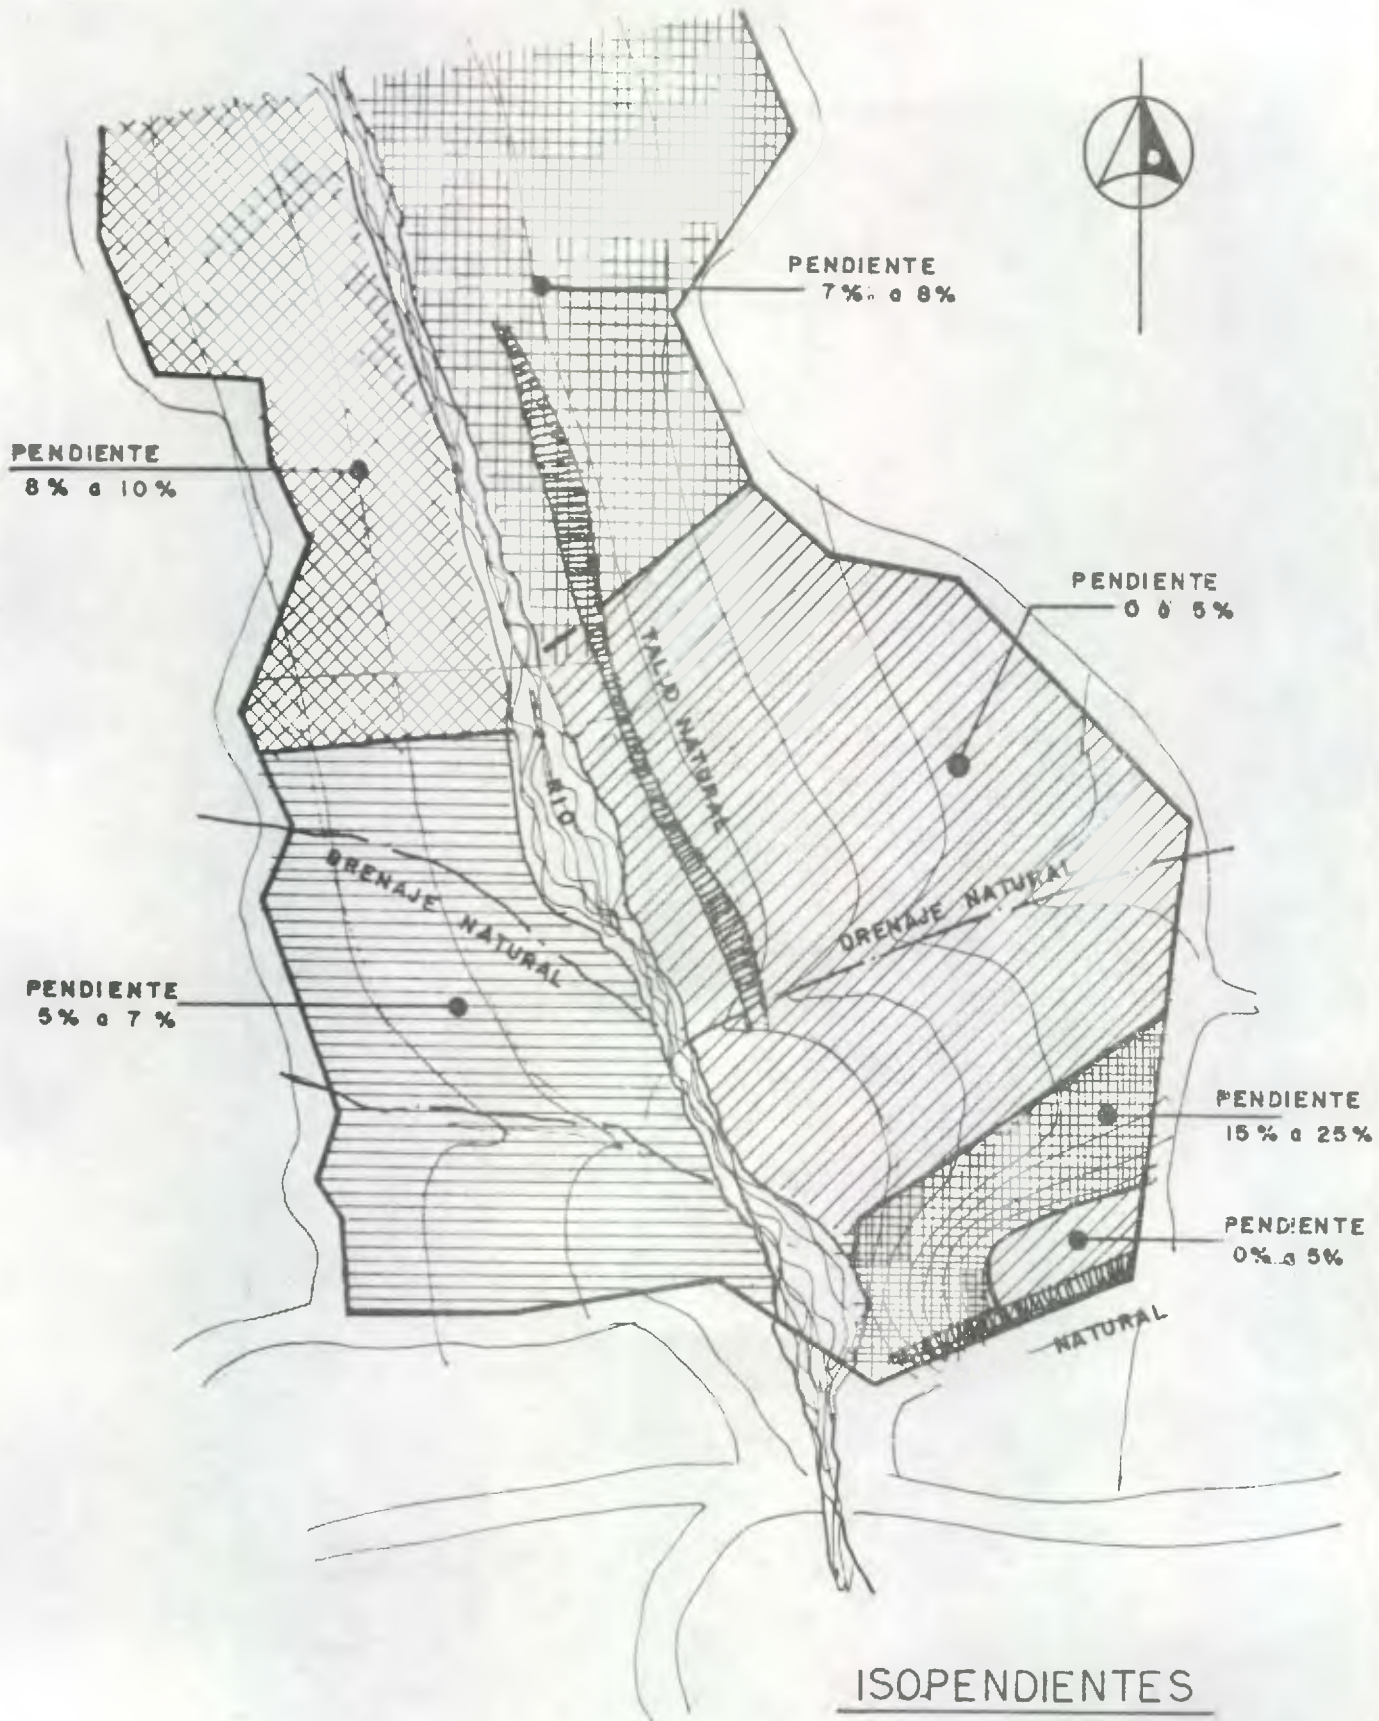 PENDIENTE
7% a 8%
PENDIENTE
8% a 10%
PENDIENTE
0 a 5%
TALUD NATURAL
RIO
DRENAJE NATURAL
DRENAJE NATURAL
PENDIENTE
5% a 7%
PENDIENTE
15% a 25%
PENDIENTE
0% a 5%
NATURAL
ISOPENDIENTES